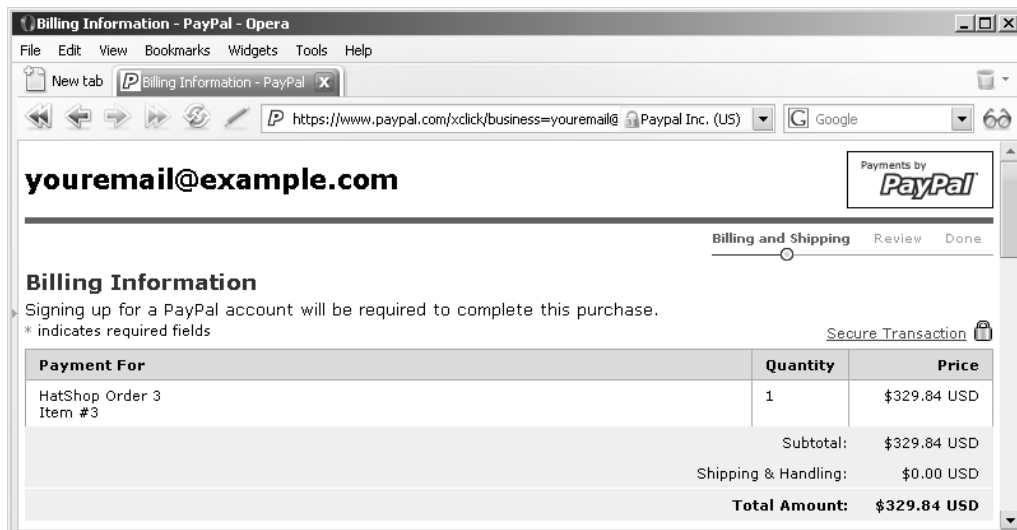 Billing Information - PayPal - Opera
File Edit View Bookmarks Widgets Tools Help
New tab P Billing Information - PayPal X
P https://www.paypal.com/xclick/business=youremail@ Paypal Inc. (US) G Google
youremail@example.com
Payments by
PayPal
Billing and Shipping Review Done
Billing Information
Signing up for a PayPal account will be required to complete this purchase.
* indicates required fields
Secure Transaction
Payment For Quantity Price
HatShop Order 3 1 $329.84 USD
Item #3
Subtotal: $329.84 USD
Shipping & Handling: $0.00 USD
Total Amount: $329.84 USD